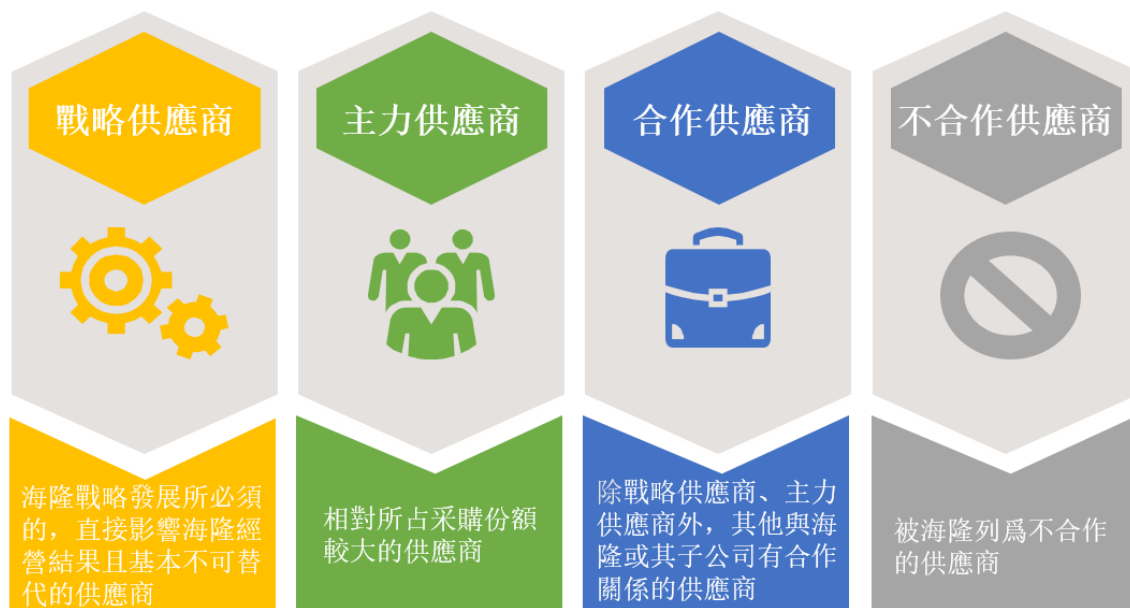 戰略供應商
主力供應商
合作供應商
不合作供應商
海隆戰略發展所必須
的，直接影響海隆經
營結果且基本不可替
代的供應商
相對所占采購份額
較大的供應商
除戰略供應商、主力
供應商外，其他與海
隆或其子公司有合作
關係的供應商
被海隆列爲不合作
的供應商